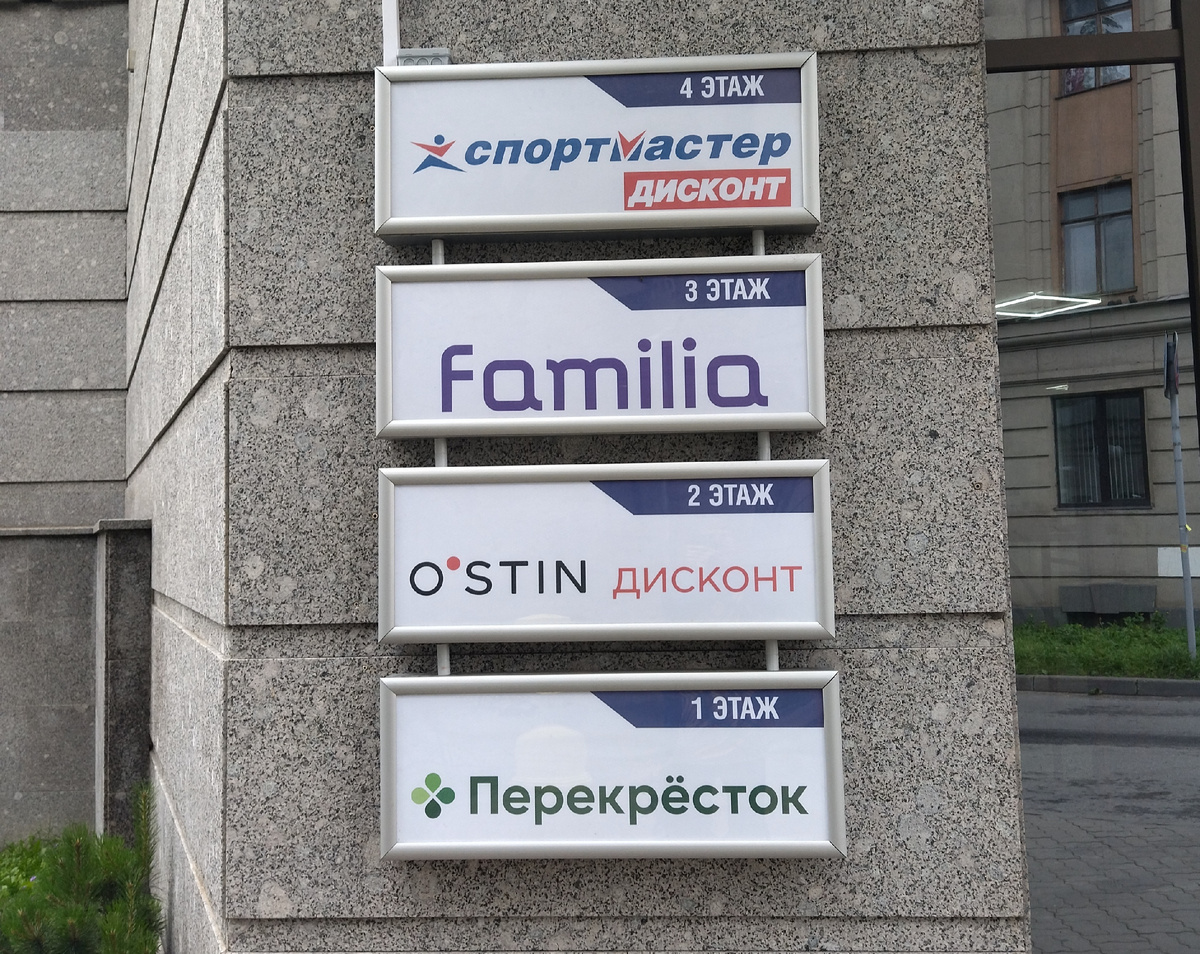 4 ЭТАЖ
спортмастер
ДИСКОНТ
3 ЭТАЖ
familia
2 ЭТАЖ
O'STIN ДИСКОНТ
1 ЭТАЖ
Перекрёсток